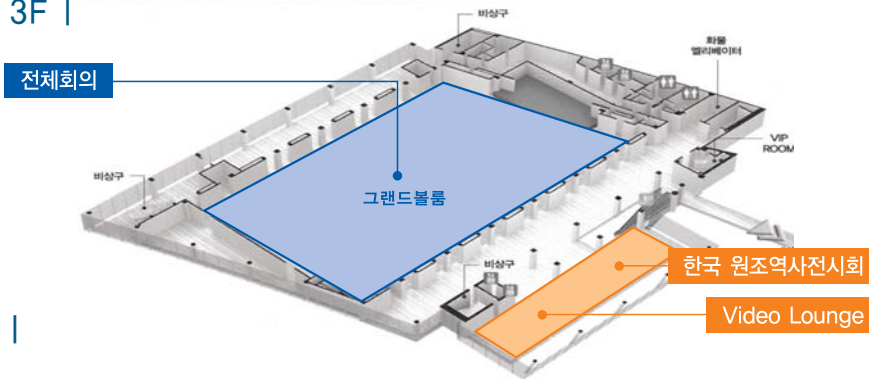 3F |
비상구
화물
엘리베이터
전체회의
VIP
ROOM
비상구
그랜드볼룸
비상구
한국 원조역사전시회
Video Lounge
|